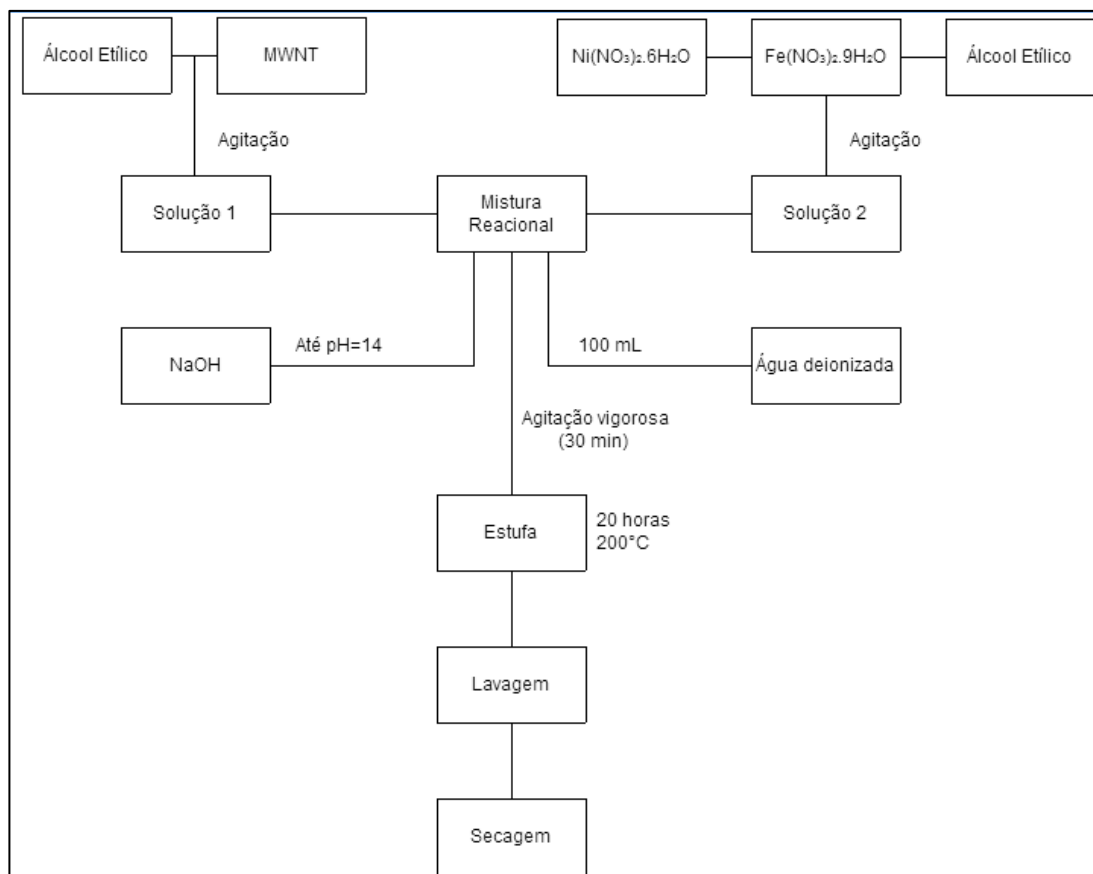 Álcool Etílico
MWNT
Ni(NO₃)₂.6H₂O
Fe(NO₃)₂.9H₂O
Álcool Etílico
Agitação
Agitação
Solução 1
Mistura
Reacional
Solução 2
NaOH
Até pH=14
100 mL
Água deionizada
Agitação vigorosa
(30 min)
Estufa
20 horas
200°C
Lavagem
Secagem